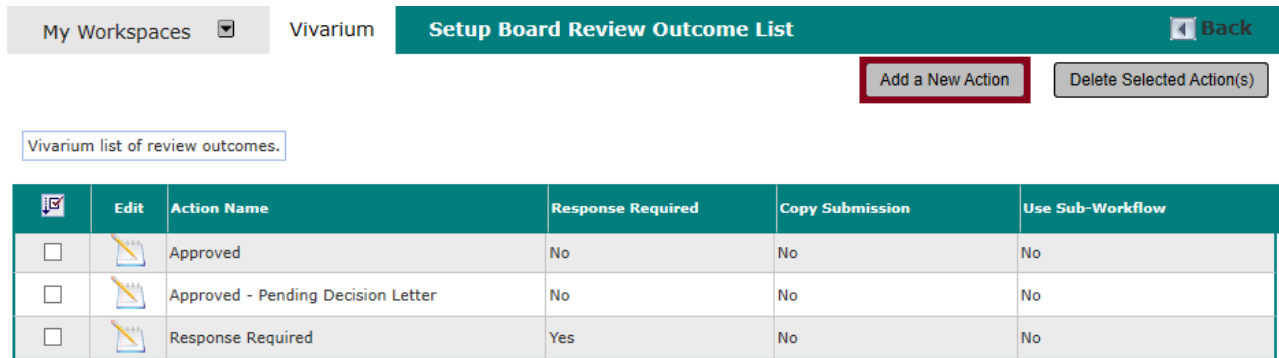 My Workspaces Vivarium Setup Board Review Outcome List Back
Add a New Action Delete Selected Action(s)
Vivarium list of review outcomes.
Edit Action Name Response Required Copy Submission Use Sub-Workflow
Approved No No No
Approved - Pending Decision Letter No No No
Response Required Yes No No